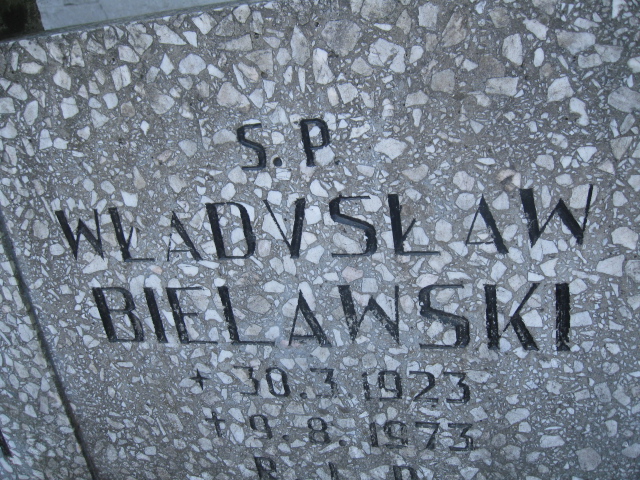 S. P.
WŁADYSŁAW
BIELAWSKI
+ 30.3.1923
+ 9.8.1973